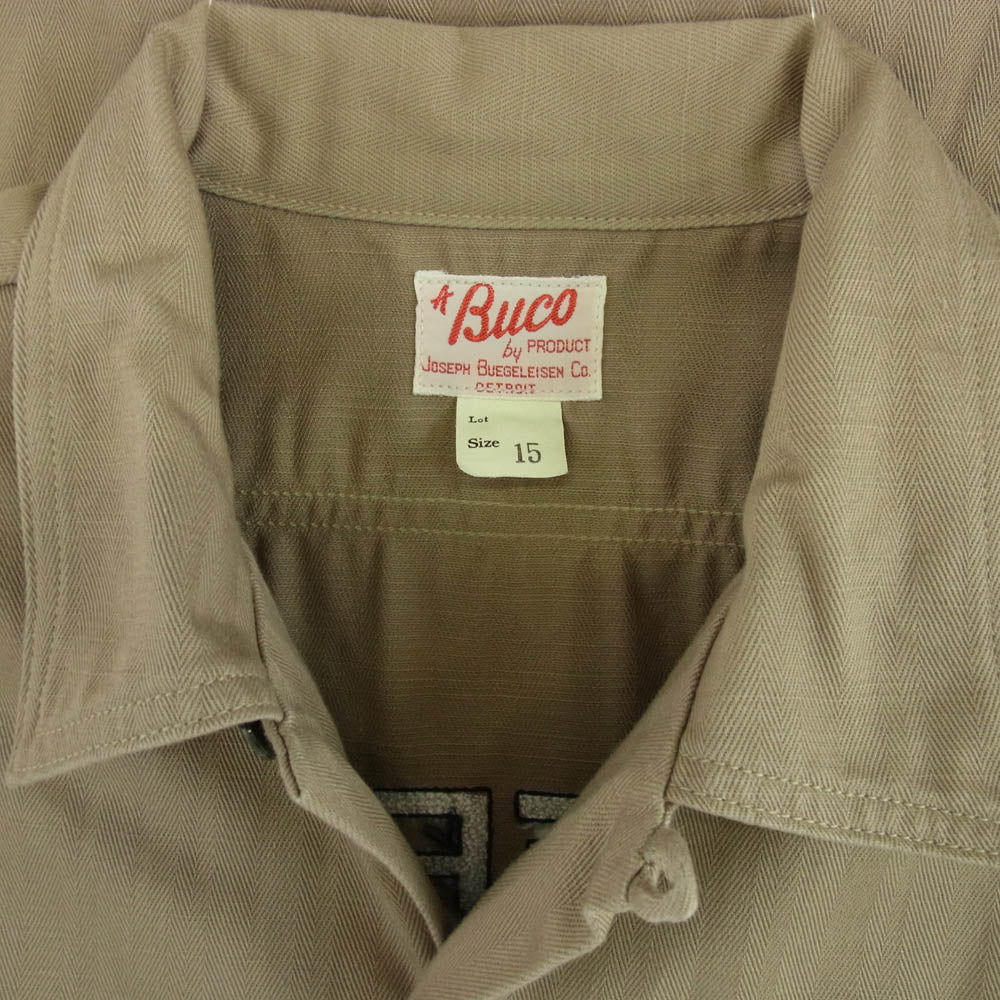 A Buco
by PRODUCT
JOSEPH BUEGELEISEN CO.
DETROIT
Lot
Size 15